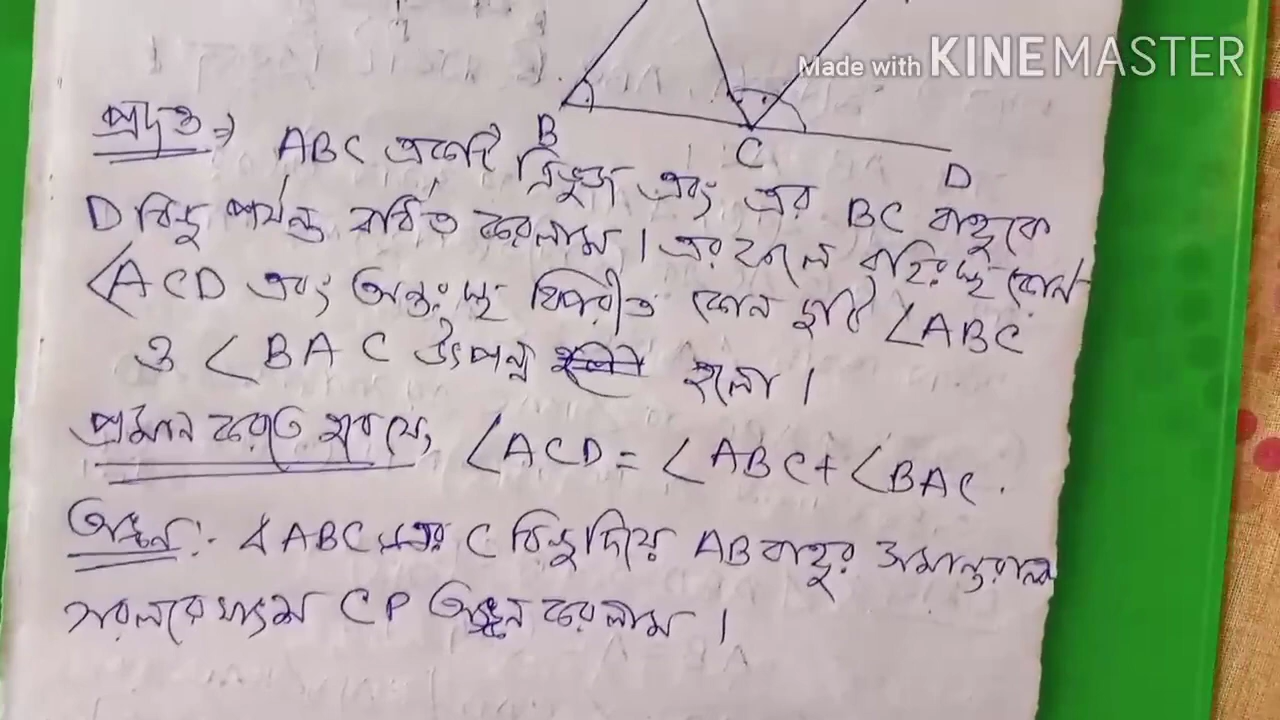 Made with KINEMASTER
B
C
D
প্রদত্ত ⇒ ABC একটি ত্রিভুজ এবং এর BC বাহুকে
D বিন্দু পর্যন্ত বর্ধিত করলাম। এর ফলে বহিঃস্থ কোন
∠ACD এবং অন্তঃস্থ বিপরীত কোন দুটি ∠ABC
ও ∠BAC উৎপন্ন হলো।
প্রমান করতে হবে যে, ∠ACD = ∠ABC + ∠BAC.
অঙ্কন :- ∆ABC এর C বিন্দু দিয়ে AB বাহুর সমান্তরাল
সরলরেখাংশ CP অঙ্কন করলাম।